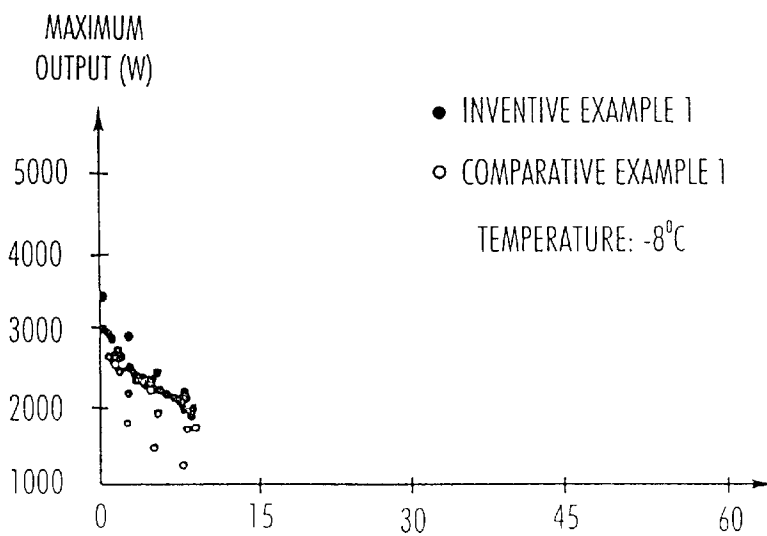 MAXIMUM
OUTPUT (W)
● INVENTIVE EXAMPLE 1
○ COMPARATIVE EXAMPLE 1
TEMPERATURE: -8°C
5000
4000
3000
2000
1000
0 15 30 45 60